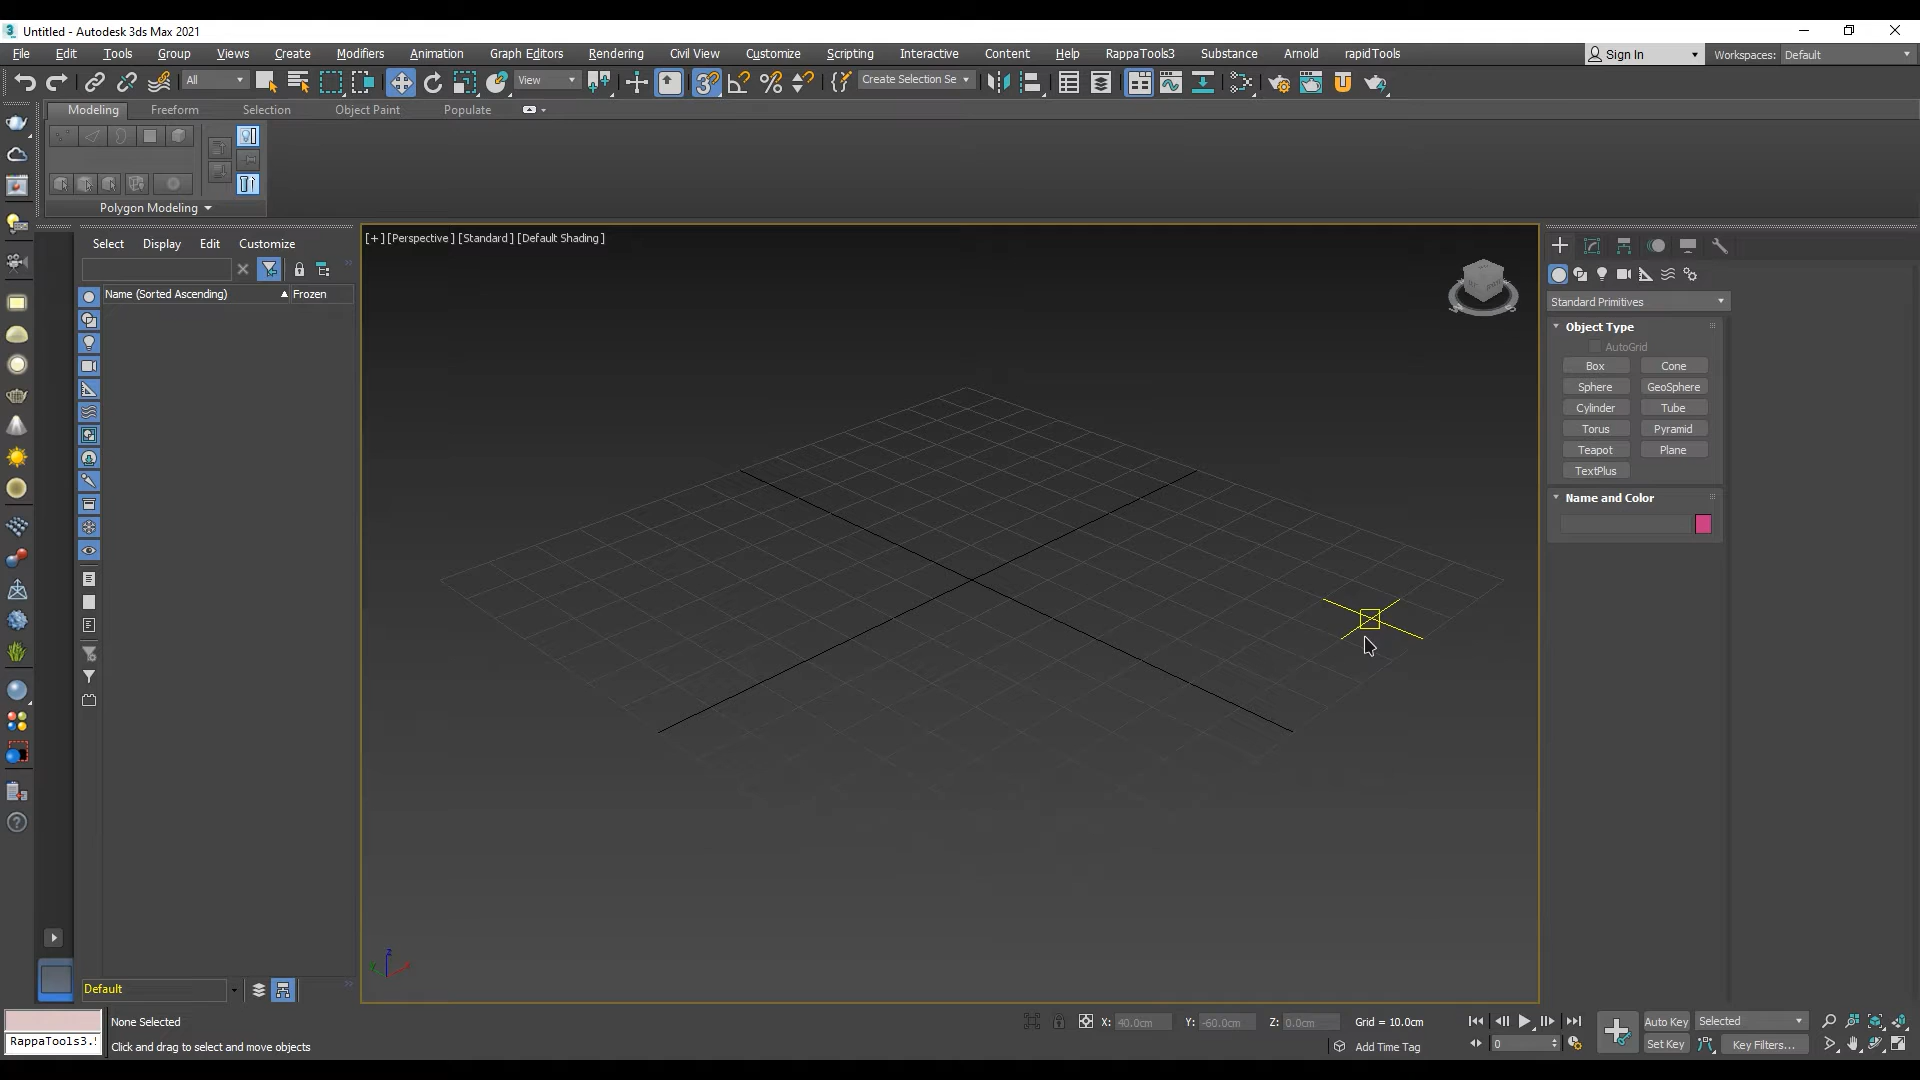 Untitled - Autodesk 3ds Max 2021
File Edit Tools Group Views Create Modifiers Animation Graph Editors Rendering Civil View Customize Scripting Interactive Content Help RappaTools3 Substance Arnold rapidTools
Sign In Workspaces: Default
All View Create Selection Se
Modeling Freeform Selection Object Paint Populate
Polygon Modeling
Select Display Edit Customize
Name (Sorted Ascending) Frozen
[+] [Perspective] [Standard] [Default Shading]
Standard Primitives
Object Type
AutoGrid
Box Cone
Sphere GeoSphere
Cylinder Tube
Torus Pyramid
Teapot Plane
TextPlus
Name and Color
Default
None Selected X: 40.0cm Y: -60.0cm Z: 0.0cm Grid = 10.0cm Auto Key Selected
RappaTools3. Click and drag to select and move objects Add Time Tag 0 Set Key Key Filters...